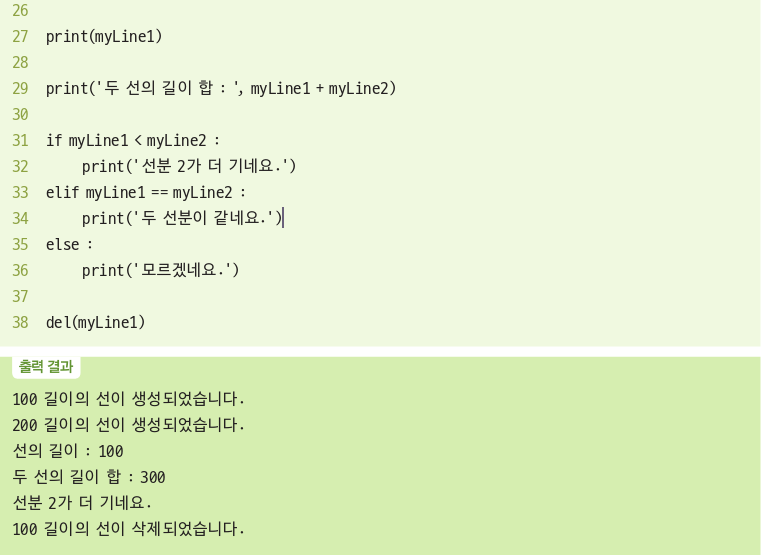 26
27 print(myLine1)
28
29 print('두 선의 길이 합 : ', myLine1 + myLine2)
30
31 if myLine1 < myLine2 :
32 print('선분 2가 더 기네요.')
33 elif myLine1 == myLine2 :
34 print('두 선분이 같네요.')
35 else :
36 print('모르겠네요.')
37
38 del(myLine1)
출력 결과
100 길이의 선이 생성되었습니다.
200 길이의 선이 생성되었습니다.
선의 길이 : 100
두 선의 길이 합 : 300
선분 2가 더 기네요.
100 길이의 선이 삭제되었습니다.